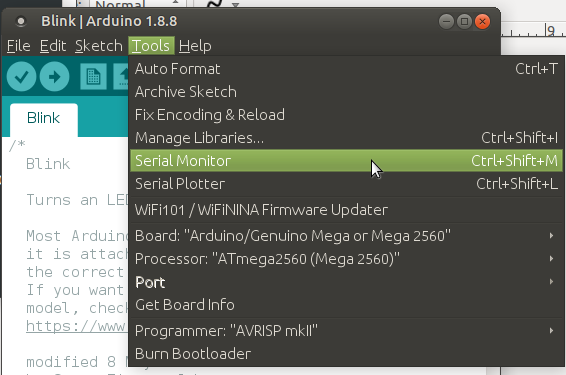 Normal
Blink | Arduino 1.8.8
9
File Edit Sketch Tools Help
Auto Format Ctrl+T
Archive Sketch
Fix Encoding & Reload
Manage Libraries... Ctrl+Shift+I
Serial Monitor Ctrl+Shift+M
Serial Plotter Ctrl+Shift+L
WiFi101 / WiFiNINA Firmware Updater
Board: "Arduino/Genuino Mega or Mega 2560"
Processor: "ATmega2560 (Mega 2560)"
Port
Get Board Info
Programmer: "AVRISP mkII"
Burn Bootloader
Blink
/*
Blink
Turns an LE
Most Arduin
it is attac
the correct
If you want
model, chec
https://www
modified 8 M